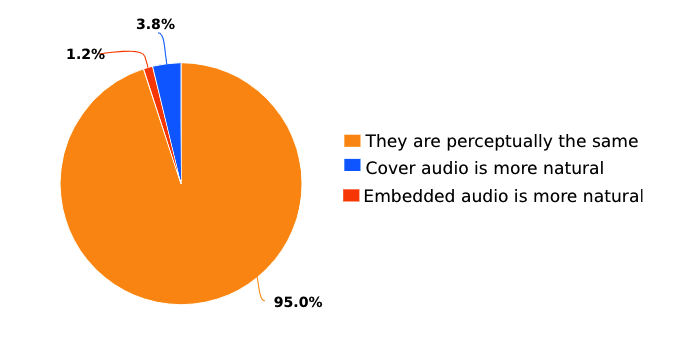 3.8%
1.2%
They are perceptually the same
Cover audio is more natural
Embedded audio is more natural
95.0%